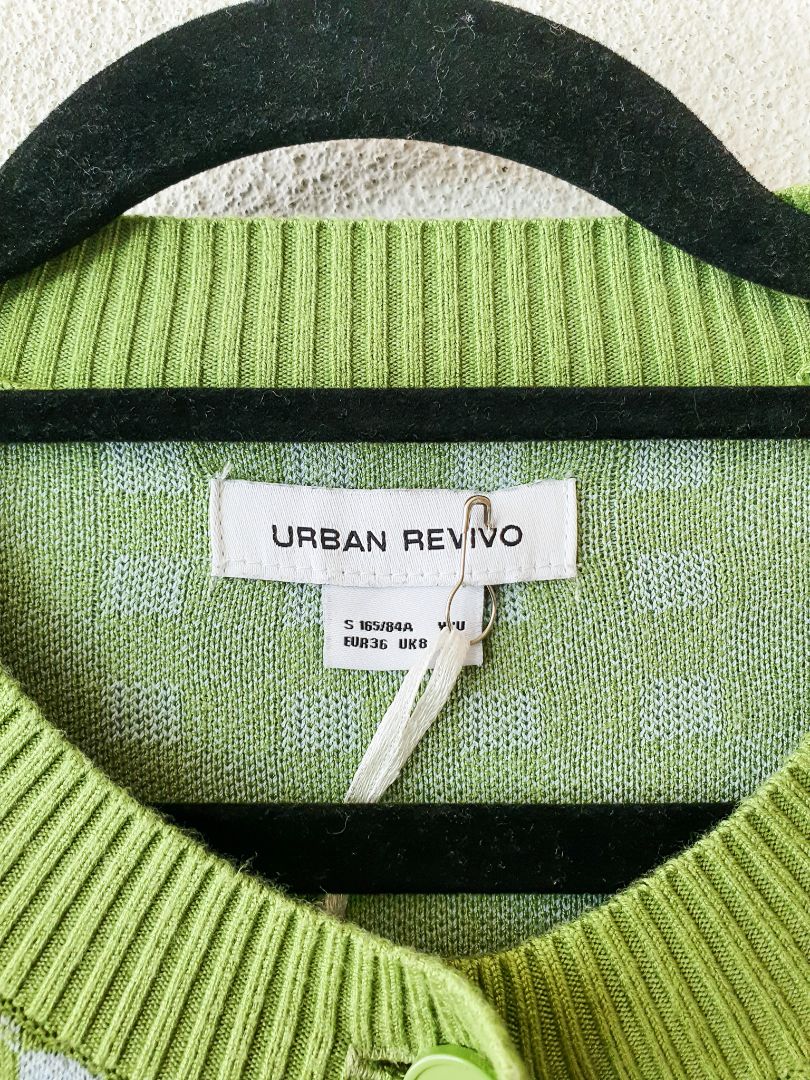 URBAN REVIVO
S 165/84A
EUR36 UK8